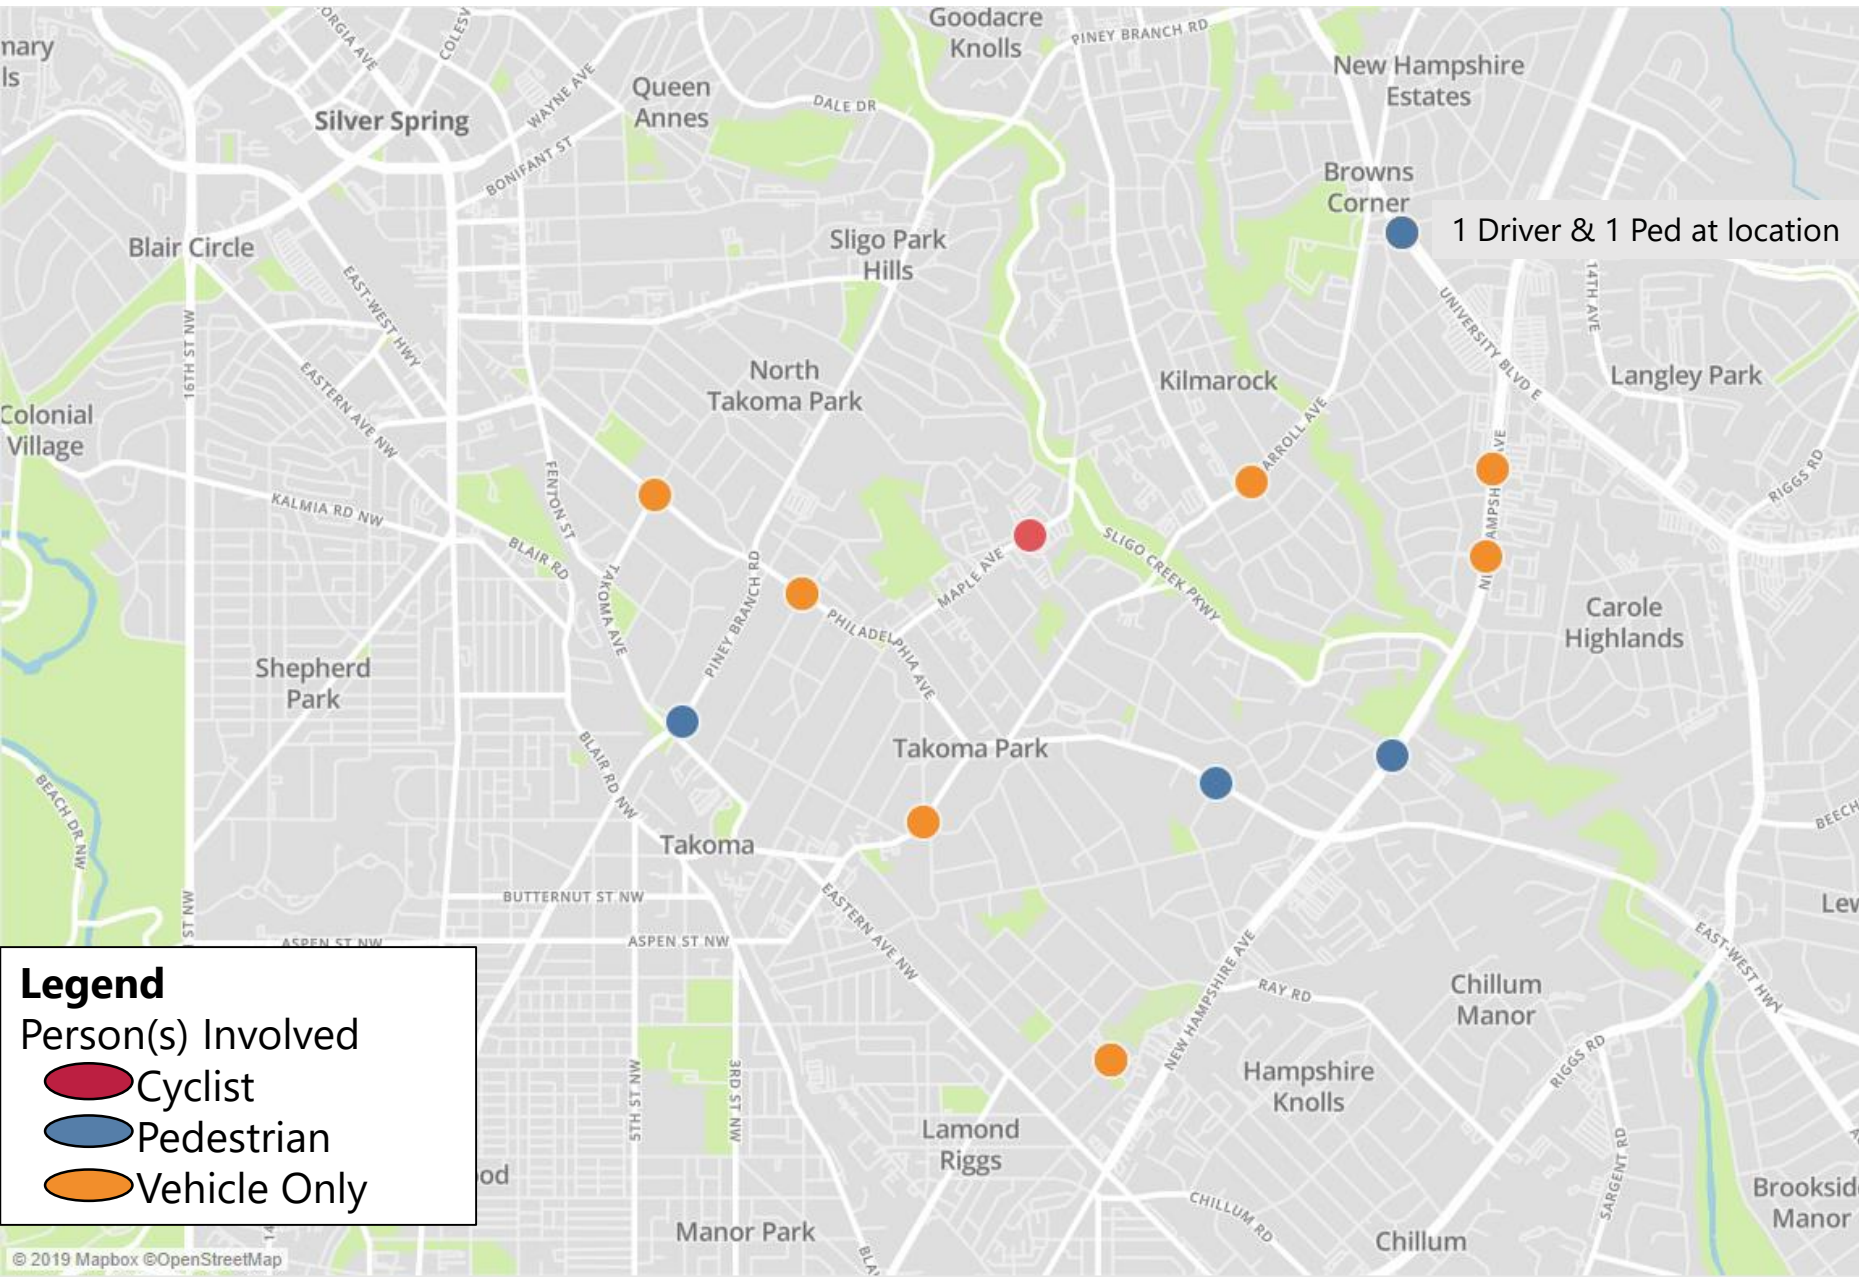 Goodacre
Knolls
PINEY BRANCH RD
New Hampshire
Estates
COLESV
WAYNE AVE
Queen
Annes
DALE DR
Silver Spring
BONIFANT ST
Browns
Corner
1 Driver & 1 Ped at location
Blair Circle
Sligo Park
Hills
EAST-WEST HWY
14TH AVE
UNIVERSITY BLVD E
16TH ST NW
EASTERN AVE NW
North
Takoma Park
Kilmarock
Langley Park
Colonial
Village
ARROLL AVE
RIGGS RD
KALMIA RD NW
FENTON ST
BLAIR RD
TAKOMA AVE
PINEY BRANCH RD
MAPLE AVE
SLIGO CREEK PKWY
PHILADELPHIA AVE
Carole
Highlands
Shepherd
Park
Takoma Park
BLAIR RD NW
BEACH DR NW
Takoma
BEECH
BUTTERNUT ST NW
EASTERN AVE NW
ST NW
ASPEN ST NW
ASPEN ST NW
NEW HAMPSHIRE AVE
EAST-WEST HWY
RAY RD
Chillum
Manor
Legend
Person(s) Involved
Cyclist
Pedestrian
Vehicle Only
5TH ST NW
3RD ST NW
Hampshire
Knolls
RIGGS RD
Lamond
Riggs
SARGENT RD
CHILLUM RD
Manor Park
Chillum
Manor
© 2019 Mapbox ©OpenStreetMap